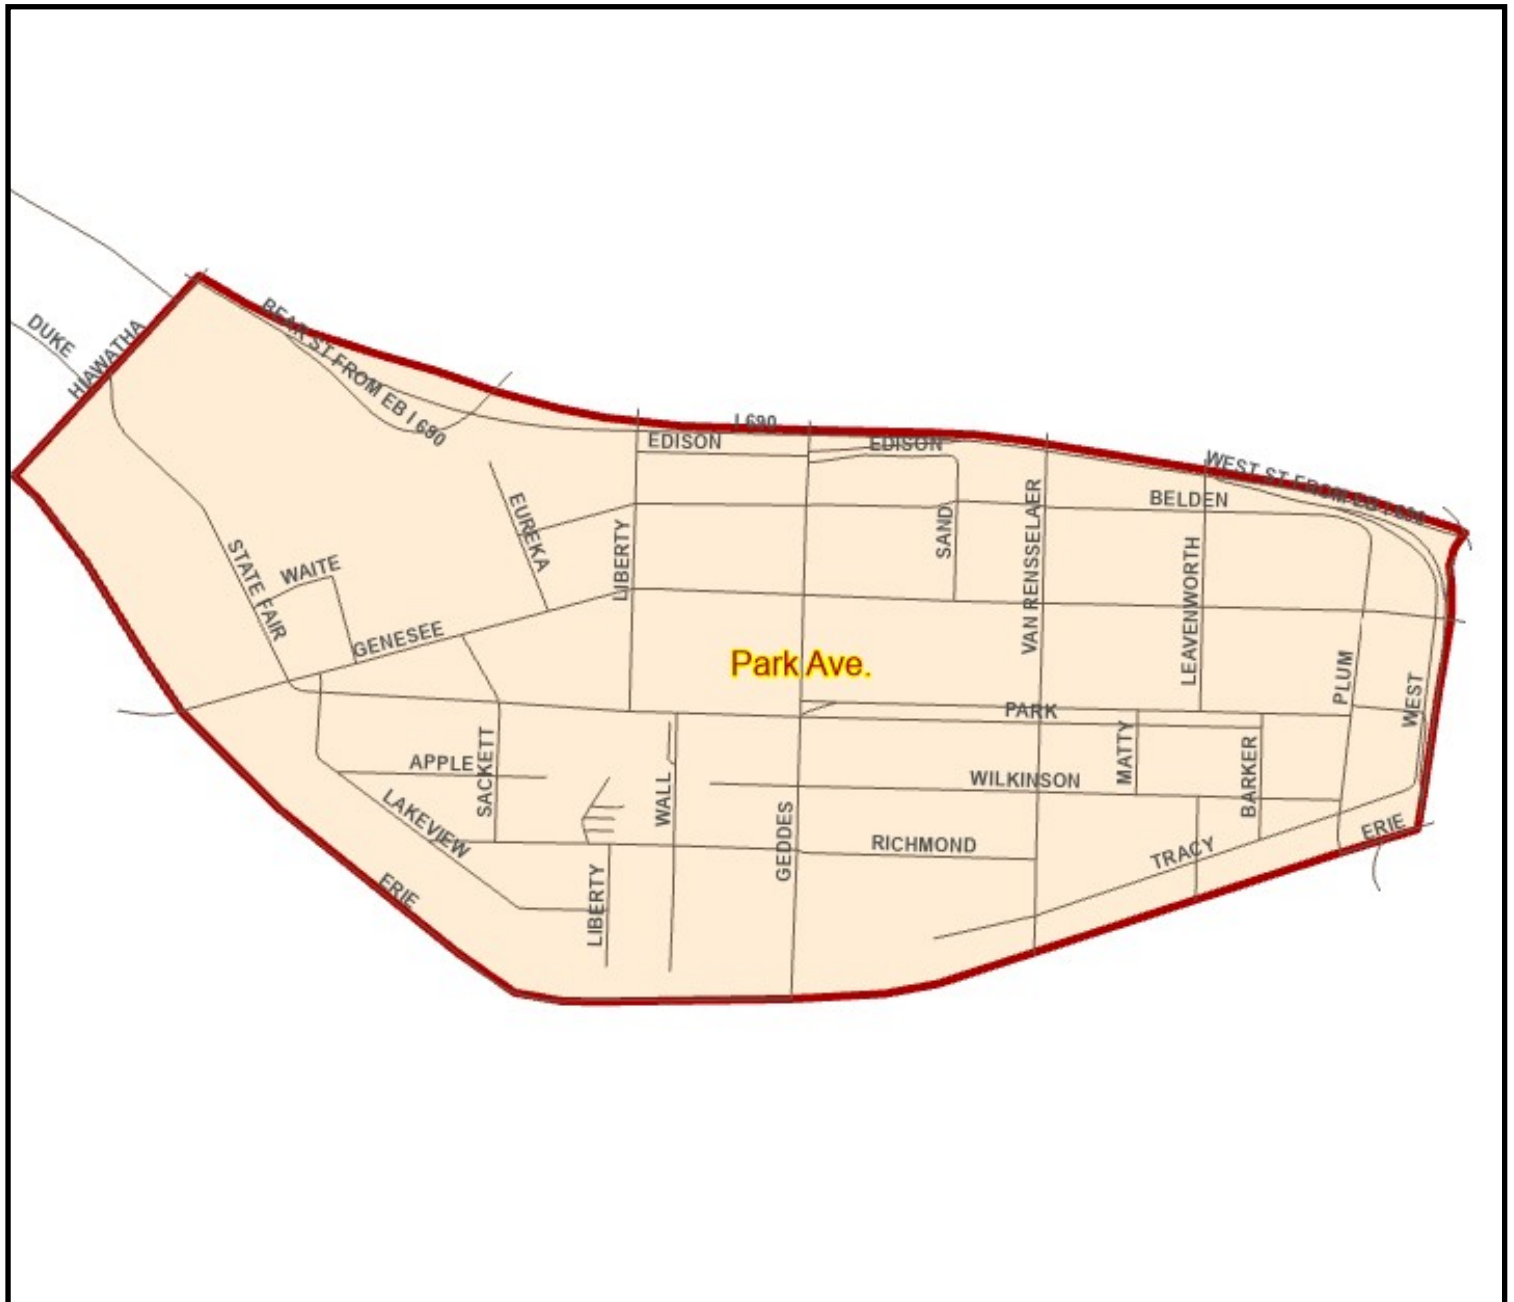 DUKE
HIAWATHA
BEAR ST FROM EB I 690
I 690
EDISON
EDISON
WEST ST FROM EB I 690
BELDEN
EUREKA
LIBERTY
SAND
VAN RENSSELAER
LEAVENWORTH
STATE FAIR
WAITE
GENESEE
Park Ave.
PLUM
WEST
PARK
MATTY
BARKER
APPLE
SACKETT
WALL
WILKINSON
LAKEVIEW
GEDDES
RICHMOND
TRACY
ERIE
ERIE
LIBERTY